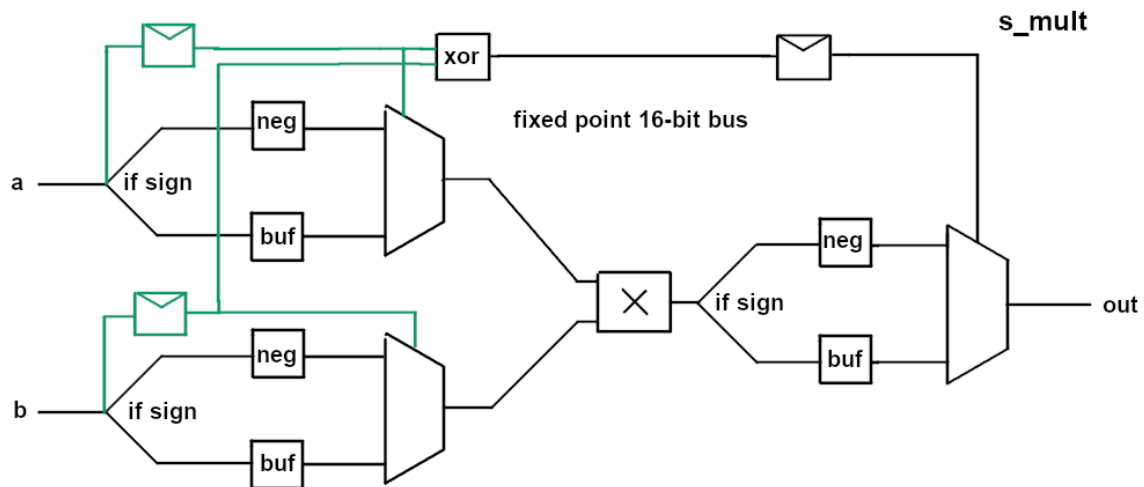 s_mult
xor
neg
fixed point 16-bit bus
a
if sign
buf
neg
×
if sign
out
neg
buf
b
if sign
buf